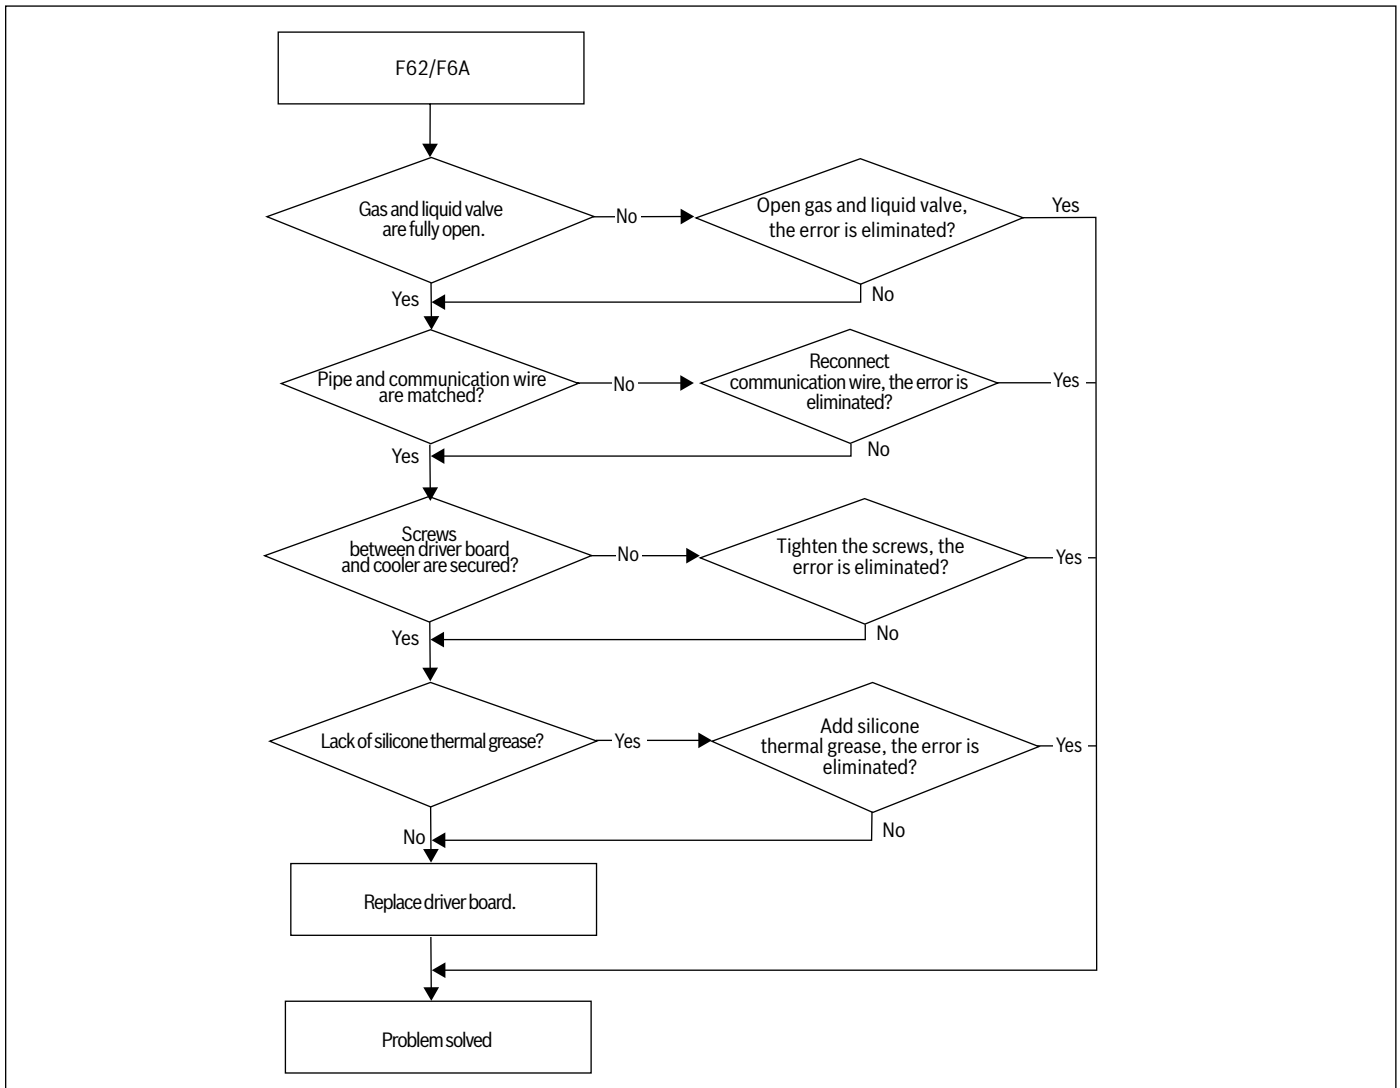 F62/F6A
Gas and liquid valve
are fully open.
No
Open gas and liquid valve,
the error is eliminated?
Yes
Yes
No
Pipe and communication wire
are matched?
No
Reconnect
communication wire, the error is
eliminated?
Yes
Yes
No
Screws
between driver board
and cooler are secured?
No
Tighten the screws, the
error is eliminated?
Yes
Yes
No
Lack of silicone thermal grease?
Yes
Add silicone
thermal grease, the error is
eliminated?
Yes
No
No
Replace driver board.
Problem solved